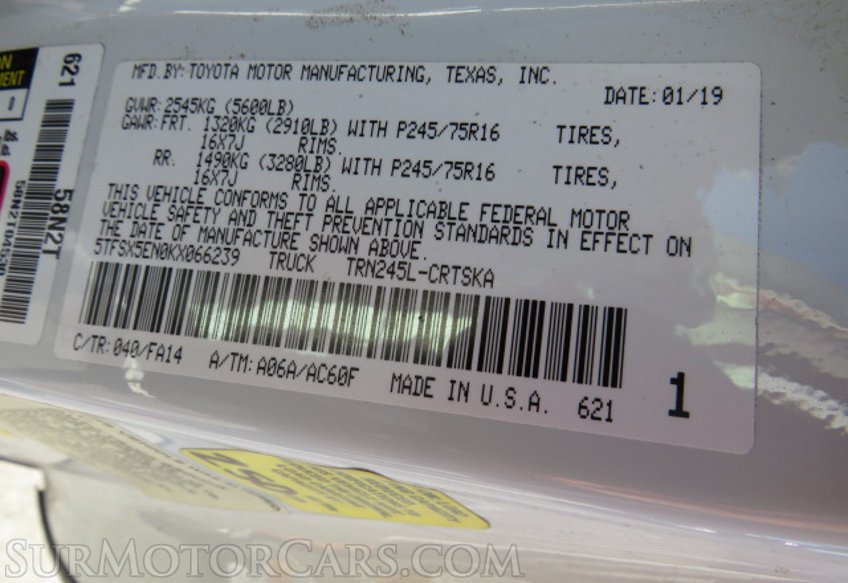 MFD.BY:TOYOTA MOTOR MANUFACTURING, TEXAS, INC.
DATE:01/19
GVWR:2545KG (5600LB)
GAWR:FRT. 1320KG (2910LB) WITH P245/75R16 TIRES,
16X7J RIMS.
RR. 1490KG (3280LB) WITH P245/75R16 TIRES,
16X7J RIMS.
THIS VEHICLE CONFORMS TO ALL APPLICABLE FEDERAL MOTOR
VEHICLE SAFETY AND THEFT PREVENTION STANDARDS IN EFFECT ON
THE DATE OF MANUFACTURE SHOWN ABOVE.
5TFSX5EN0KX066239 TRUCK TRN245L-CRTSKA
C/TR:040/FA14 A/TM:A06A/AC60F MADE IN U.S.A. 621 1
621
58N2T
0
lbs.
250
SurMotorCars.com